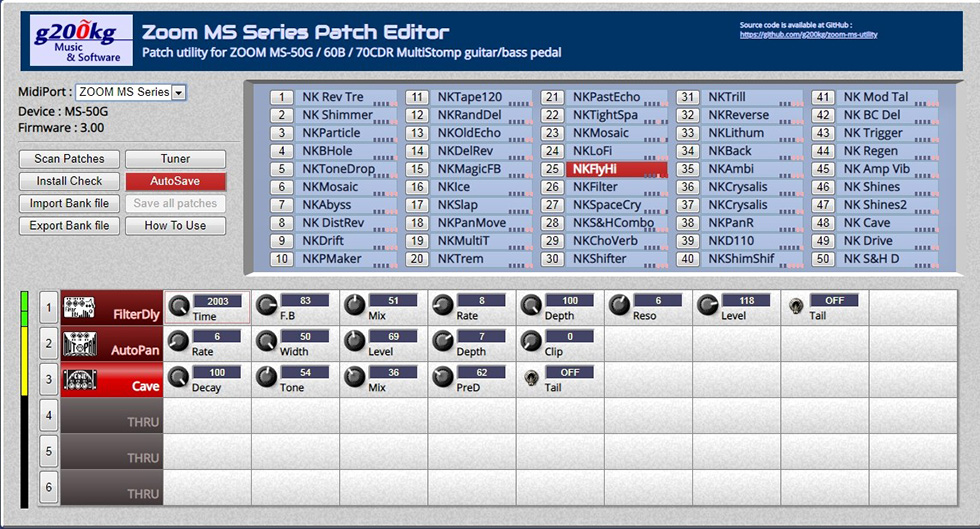 g200kg
Music
& Software
Zoom MS Series Patch Editor
Patch utility for ZOOM MS-50G / 60B / 70CDR MultiStomp guitar/bass pedal
Source code is available at GitHub :
https://github.com/g200kg/zoom-ms-utility
MidiPort : ZOOM MS Series
Device : MS-50G
Firmware : 3.00
Scan Patches Tuner
Install Check AutoSave
Import Bank file Save all patches
Export Bank file How To Use
1 NK Rev Tre 11 NKTape120 21 NKPastEcho 31 NKTrill 41 NK Mod Tal
2 NK Shimmer 12 NKRandDel 22 NKTightSpa 32 NKReverse 42 NK BC Del
3 NKParticle 13 NKOldEcho 23 NKMosaic 33 NKLithum 43 NK Trigger
4 NKBHole 14 NKDelRev 24 NKLoFi 34 NKBack 44 NK Regen
5 NKToneDrop 15 NKMagicFB 25 NKFlyHi 35 NKAmbi 45 NK Amp Vib
6 NKMosaic 16 NKIce 26 NKFilter 36 NKCrysalis 46 NK Shines
7 NKAbyss 17 NKSlap 27 NKSpaceCry 37 NKCrysalis 47 NK Shines2
8 NK DistRev 18 NKPanMove 28 NKS&HCombo 38 NKPanR 48 NK Cave
9 NKDrift 19 NKMultiT 29 NKChoVerb 39 NKD110 49 NK Drive
10 NKPMaker 20 NKTrem 30 NKShifter 40 NKShimShif 50 NK S&H D
1 FilterDly 2003 Time 83 F.B 51 Mix 8 Rate 100 Depth 6 Reso 118 Level OFF Tail
2 AutoPan 6 Rate 50 Width 69 Level 7 Depth 0 Clip
3 Cave 100 Decay 54 Tone 36 Mix 62 PreD OFF Tail
4 THRU
5 THRU
6 THRU